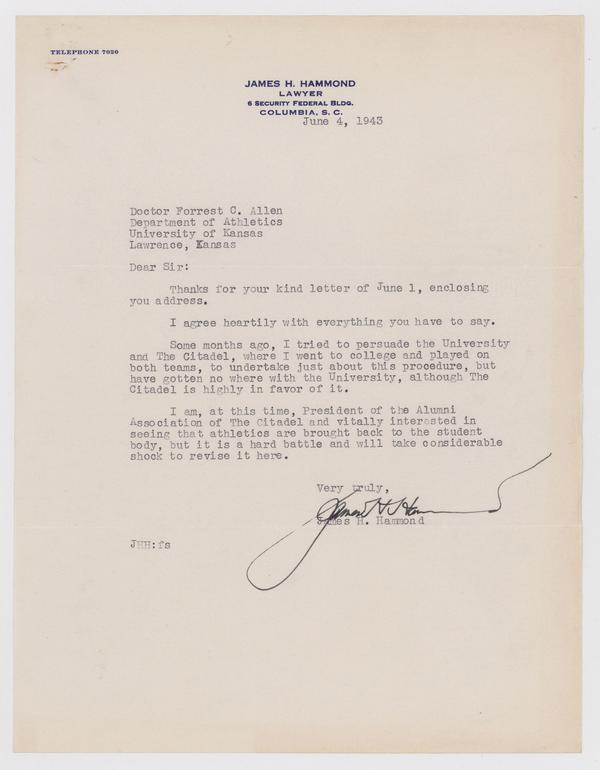 TELEPHONE 7020
JAMES H. HAMMOND
LAWYER
6 SECURITY FEDERAL BLDG.
COLUMBIA, S. C.
June 4, 1943
Doctor Forrest C. Allen
Department of Athletics
University of Kansas
Lawrence, Kansas
Dear Sir:
Thanks for your kind letter of June 1, enclosing
you address.
I agree heartily with everything you have to say.
Some months ago, I tried to persuade the University
and The Citadel, where I went to college and played on
both teams, to undertake just about this procedure, but
have gotten no where with the University, although The
Citadel is highly in favor of it.
I am, at this time, President of the Alumni
Association of The Citadel and vitally interested in
seeing that athletics are brought back to the student
body, but it is a hard battle and will take considerable
shock to revise it here.
Very truly,
James H. Hammond
James H. Hammond
JHH:fs